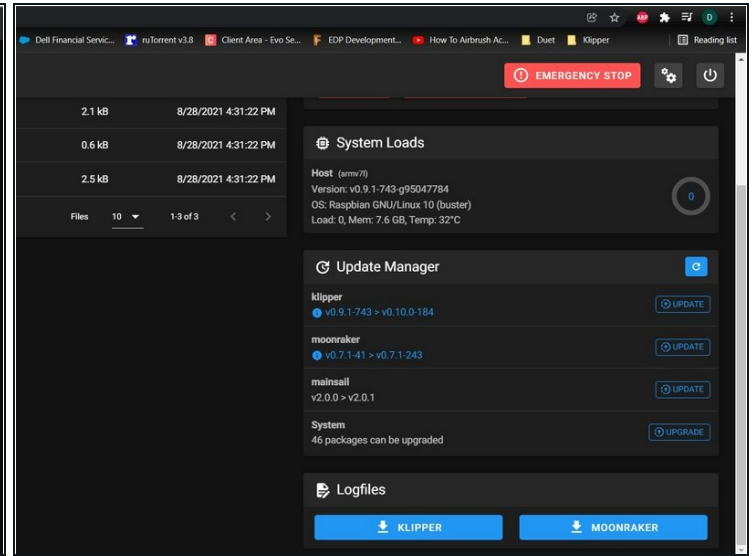 ABP
D
Dell Financial Servic...
ruTorrent v3.8
Client Area - Evo Se...
EDP Development...
How To Airbrush Ac...
Duet
Klipper
Reading list
EMERGENCY STOP
2.1 kB 8/28/2021 4:31:22 PM
0.6 kB 8/28/2021 4:31:22 PM
2.5 kB 8/28/2021 4:31:22 PM
Files 10 1-3 of 3
System Loads
Host (armv7l)
Version: v0.9.1-743-g95047784
OS: Raspbian GNU/Linux 10 (buster)
Load: 0, Mem: 7.6 GB, Temp: 32°C
0
Update Manager
klipper
v0.9.1-743 > v0.10.0-184
UPDATE
moonraker
v0.7.1-41 > v0.7.1-243
UPDATE
mainsail
v2.0.0 > v2.0.1
UPDATE
System
46 packages can be upgraded
UPGRADE
Logfiles
KLIPPER
MOONRAKER